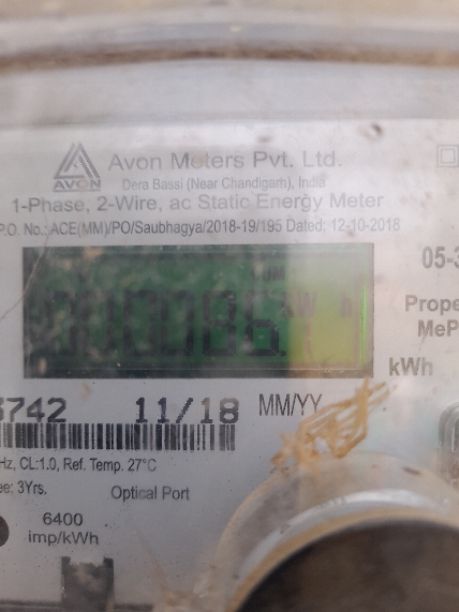 AVON
Avon Meters Pvt. Ltd.
Dera Bassi (Near Chandigarh), India
1-Phase, 2-Wire, ac Static Energy Meter
P.O. No.: ACE(MM)/PO/Saubhagya/2018-19/195 Dated: 12-10-2018
05-3
kW h
Prope
MeP
kWh
3742 11/18 MM/YY
Hz, CL:1.0, Ref. Temp. 27°C
ee: 3Yrs.
Optical Port
6400
imp/kWh